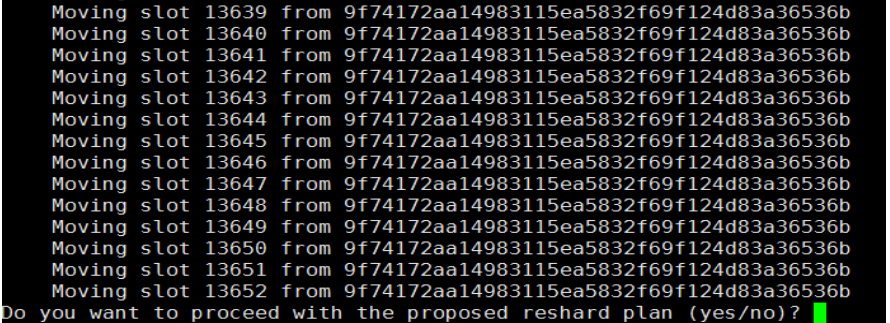 Moving slot 13639 from 9f74172aa14983115ea5832f69f124d83a36536b
Moving slot 13640 from 9f74172aa14983115ea5832f69f124d83a36536b
Moving slot 13641 from 9f74172aa14983115ea5832f69f124d83a36536b
Moving slot 13642 from 9f74172aa14983115ea5832f69f124d83a36536b
Moving slot 13643 from 9f74172aa14983115ea5832f69f124d83a36536b
Moving slot 13644 from 9f74172aa14983115ea5832f69f124d83a36536b
Moving slot 13645 from 9f74172aa14983115ea5832f69f124d83a36536b
Moving slot 13646 from 9f74172aa14983115ea5832f69f124d83a36536b
Moving slot 13647 from 9f74172aa14983115ea5832f69f124d83a36536b
Moving slot 13648 from 9f74172aa14983115ea5832f69f124d83a36536b
Moving slot 13649 from 9f74172aa14983115ea5832f69f124d83a36536b
Moving slot 13650 from 9f74172aa14983115ea5832f69f124d83a36536b
Moving slot 13651 from 9f74172aa14983115ea5832f69f124d83a36536b
Moving slot 13652 from 9f74172aa14983115ea5832f69f124d83a36536b
Do you want to proceed with the proposed reshard plan (yes/no)?